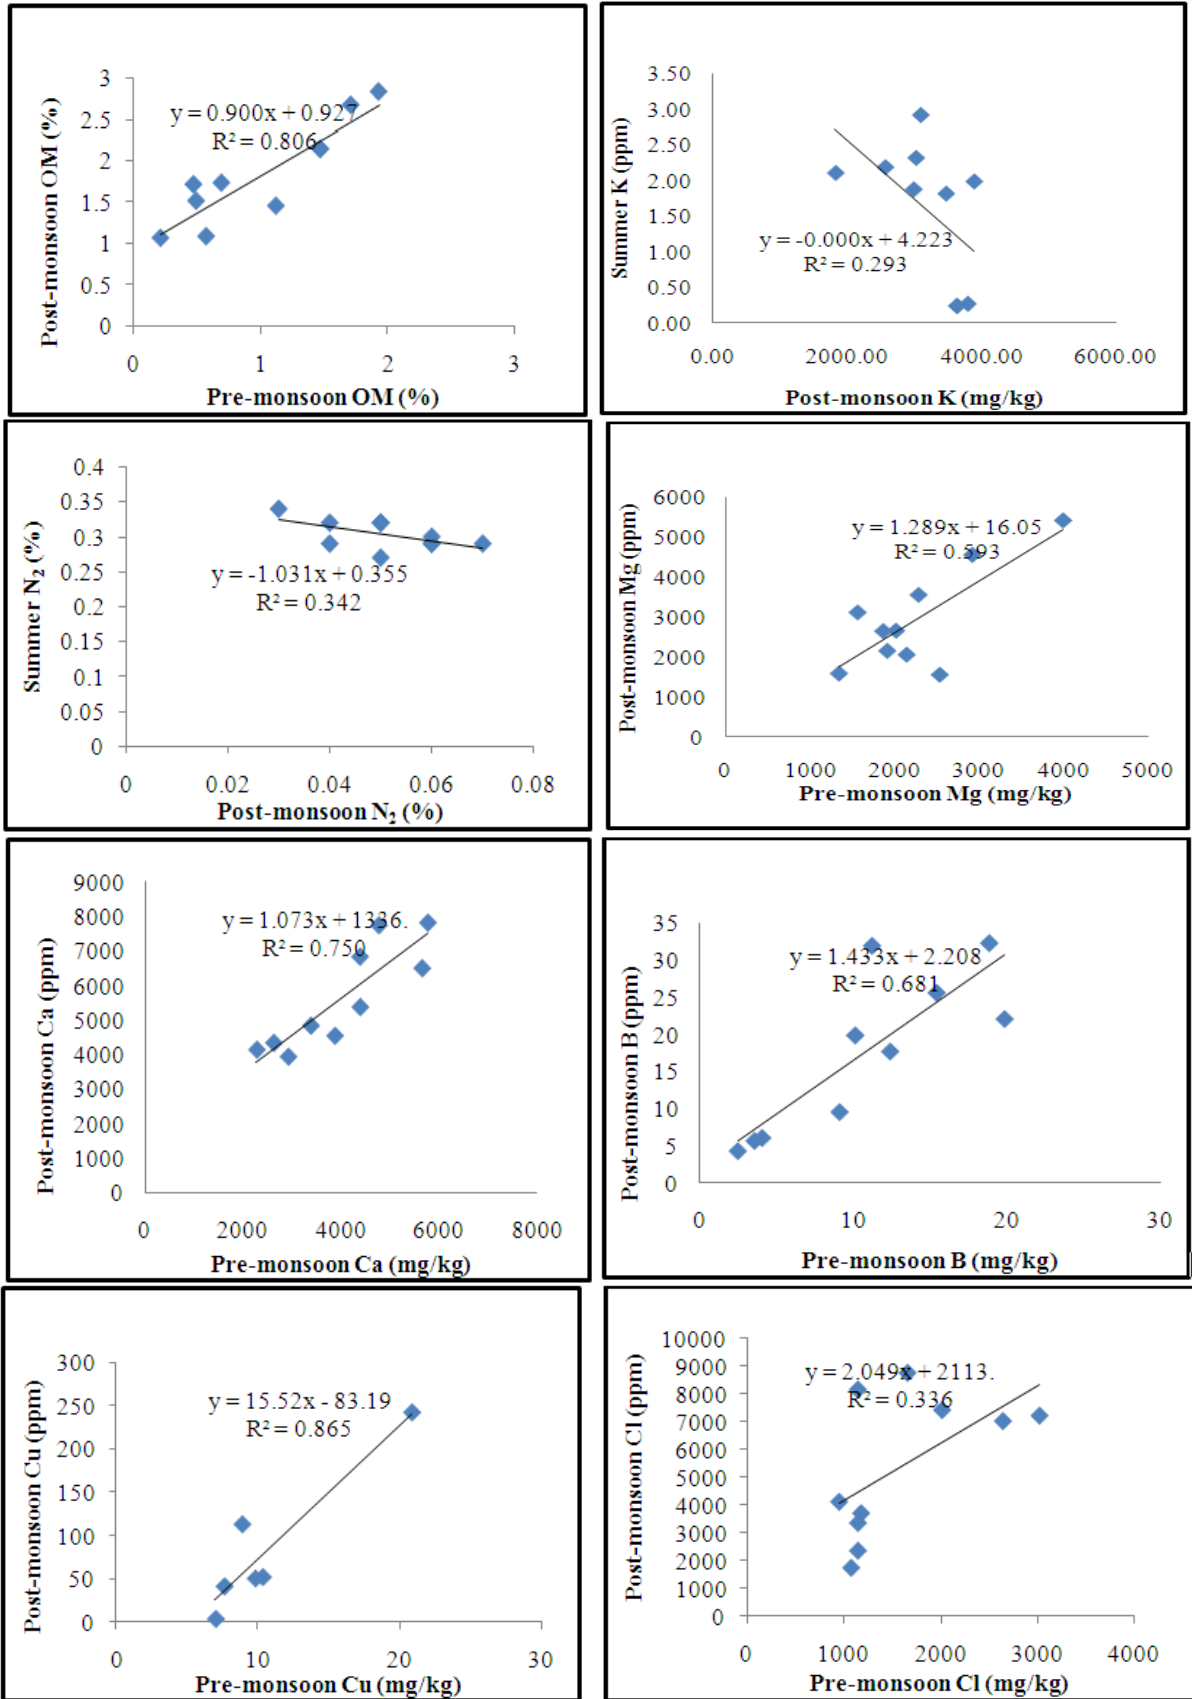 3
2.5
2
1.5
1
0.5
0
y = 0.900x + 0.927
R² = 0.806
0 1 2 3
Post-monsoon OM (%)
Pre-monsoon OM (%)
3.50
3.00
2.50
2.00
1.50
1.00
0.50
0.00
y = -0.000x + 4.223
R² = 0.293
0.00 2000.00 4000.00 6000.00
Summer K (ppm)
Post-monsoon K (mg/kg)
0.4
0.35
0.3
0.25
0.2
0.15
0.1
0.05
0
y = -1.031x + 0.355
R² = 0.342
0 0.02 0.04 0.06 0.08
Summer N₂ (%)
Post-monsoon N₂ (%)
6000
5000
4000
3000
2000
1000
0
y = 1.289x + 16.05
R² = 0.593
0 1000 2000 3000 4000 5000
Post-monsoon Mg (ppm)
Pre-monsoon Mg (mg/kg)
9000
8000
7000
6000
5000
4000
3000
2000
1000
0
y = 1.073x + 1336.
R² = 0.750
0 2000 4000 6000 8000
Post-monsoon Ca (ppm)
Pre-monsoon Ca (mg/kg)
35
30
25
20
15
10
5
0
y = 1.433x + 2.208
R² = 0.681
0 10 20 30
Post-monsoon B (ppm)
Pre-monsoon B (mg/kg)
300
250
200
150
100
50
0
y = 15.52x - 83.19
R² = 0.865
0 10 20 30
Post-monsoon Cu (ppm)
Pre-monsoon Cu (mg/kg)
10000
9000
8000
7000
6000
5000
4000
3000
2000
1000
0
y = 2.049x + 2113.
R² = 0.336
0 1000 2000 3000 4000
Post-monsoon Cl (ppm)
Pre-monsoon Cl (mg/kg)